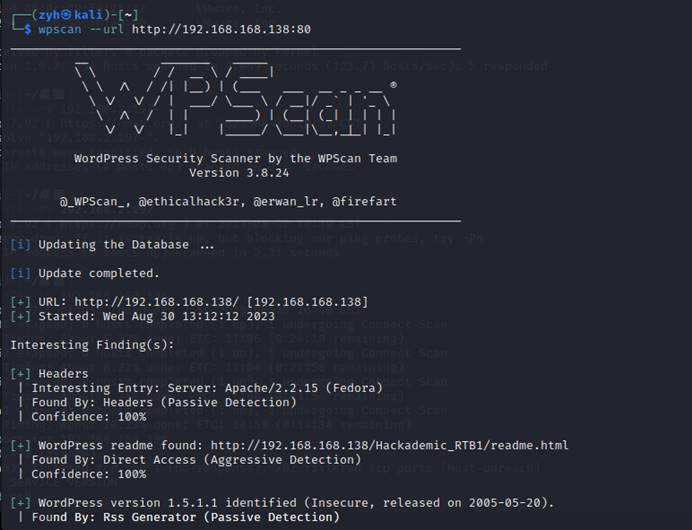 (zyh㉿kali)-[~]
$ wpscan --url http://192.168.168.138:80
WPScan ®
WordPress Security Scanner by the WPScan Team
Version 3.8.24
@_WPScan_, @ethicalhack3r, @erwan_lr, @firefart
[i] Updating the Database ...
[i] Update completed.
[+] URL: http://192.168.168.138/ [192.168.168.138]
[+] Started: Wed Aug 30 13:12:12 2023
Interesting Finding(s):
[+] Headers
| Interesting Entry: Server: Apache/2.2.15 (Fedora)
| Found By: Headers (Passive Detection)
| Confidence: 100%
[+] WordPress readme found: http://192.168.168.138/Hackademic_RTB1/readme.html
| Found By: Direct Access (Aggressive Detection)
| Confidence: 100%
[+] WordPress version 1.5.1.1 identified (Insecure, released on 2005-05-20).
| Found By: Rss Generator (Passive Detection)